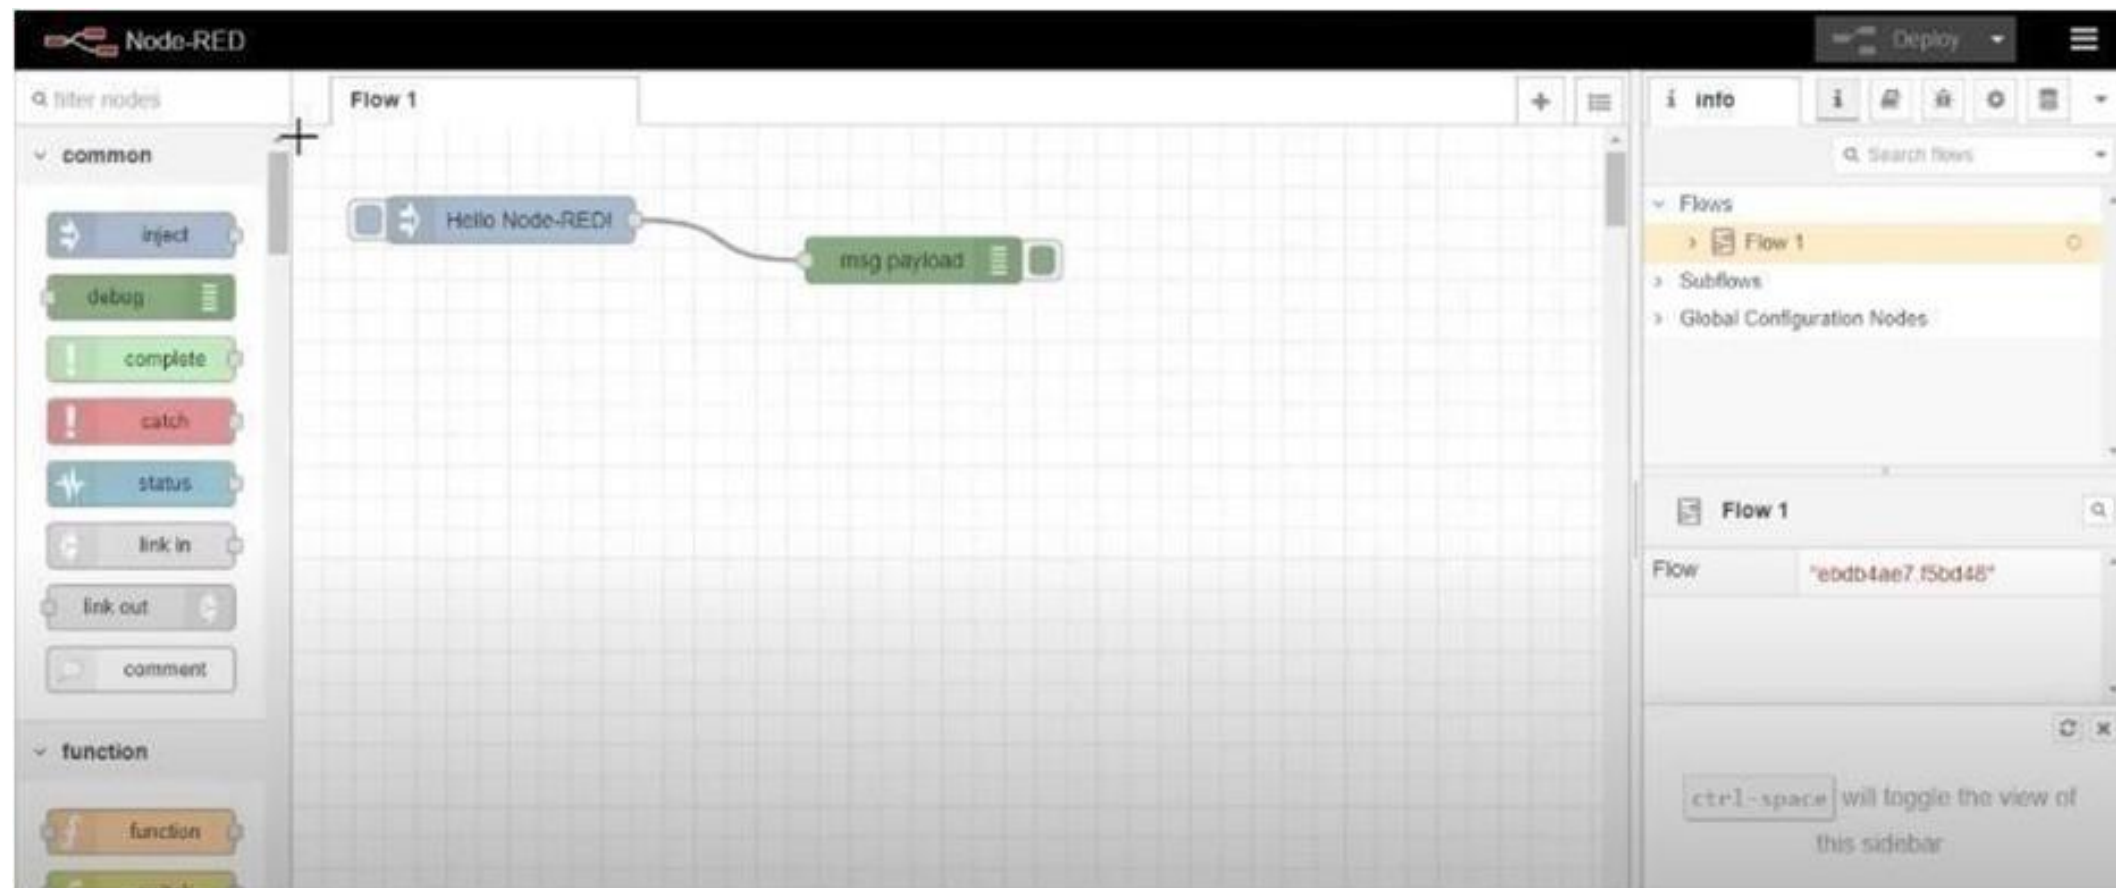 Node-RED
Deploy
filter nodes
Flow 1
info
i
common
Search flows
inject
Hello Node-RED!
msg payload
Flows
Flow 1
Subflows
Global Configuration Nodes
debug
complete
catch
status
link in
link out
comment
Flow 1
Flow
"ebdb4ae7.f5bd48"
function
function
ctrl-space will toggle the view of
this sidebar